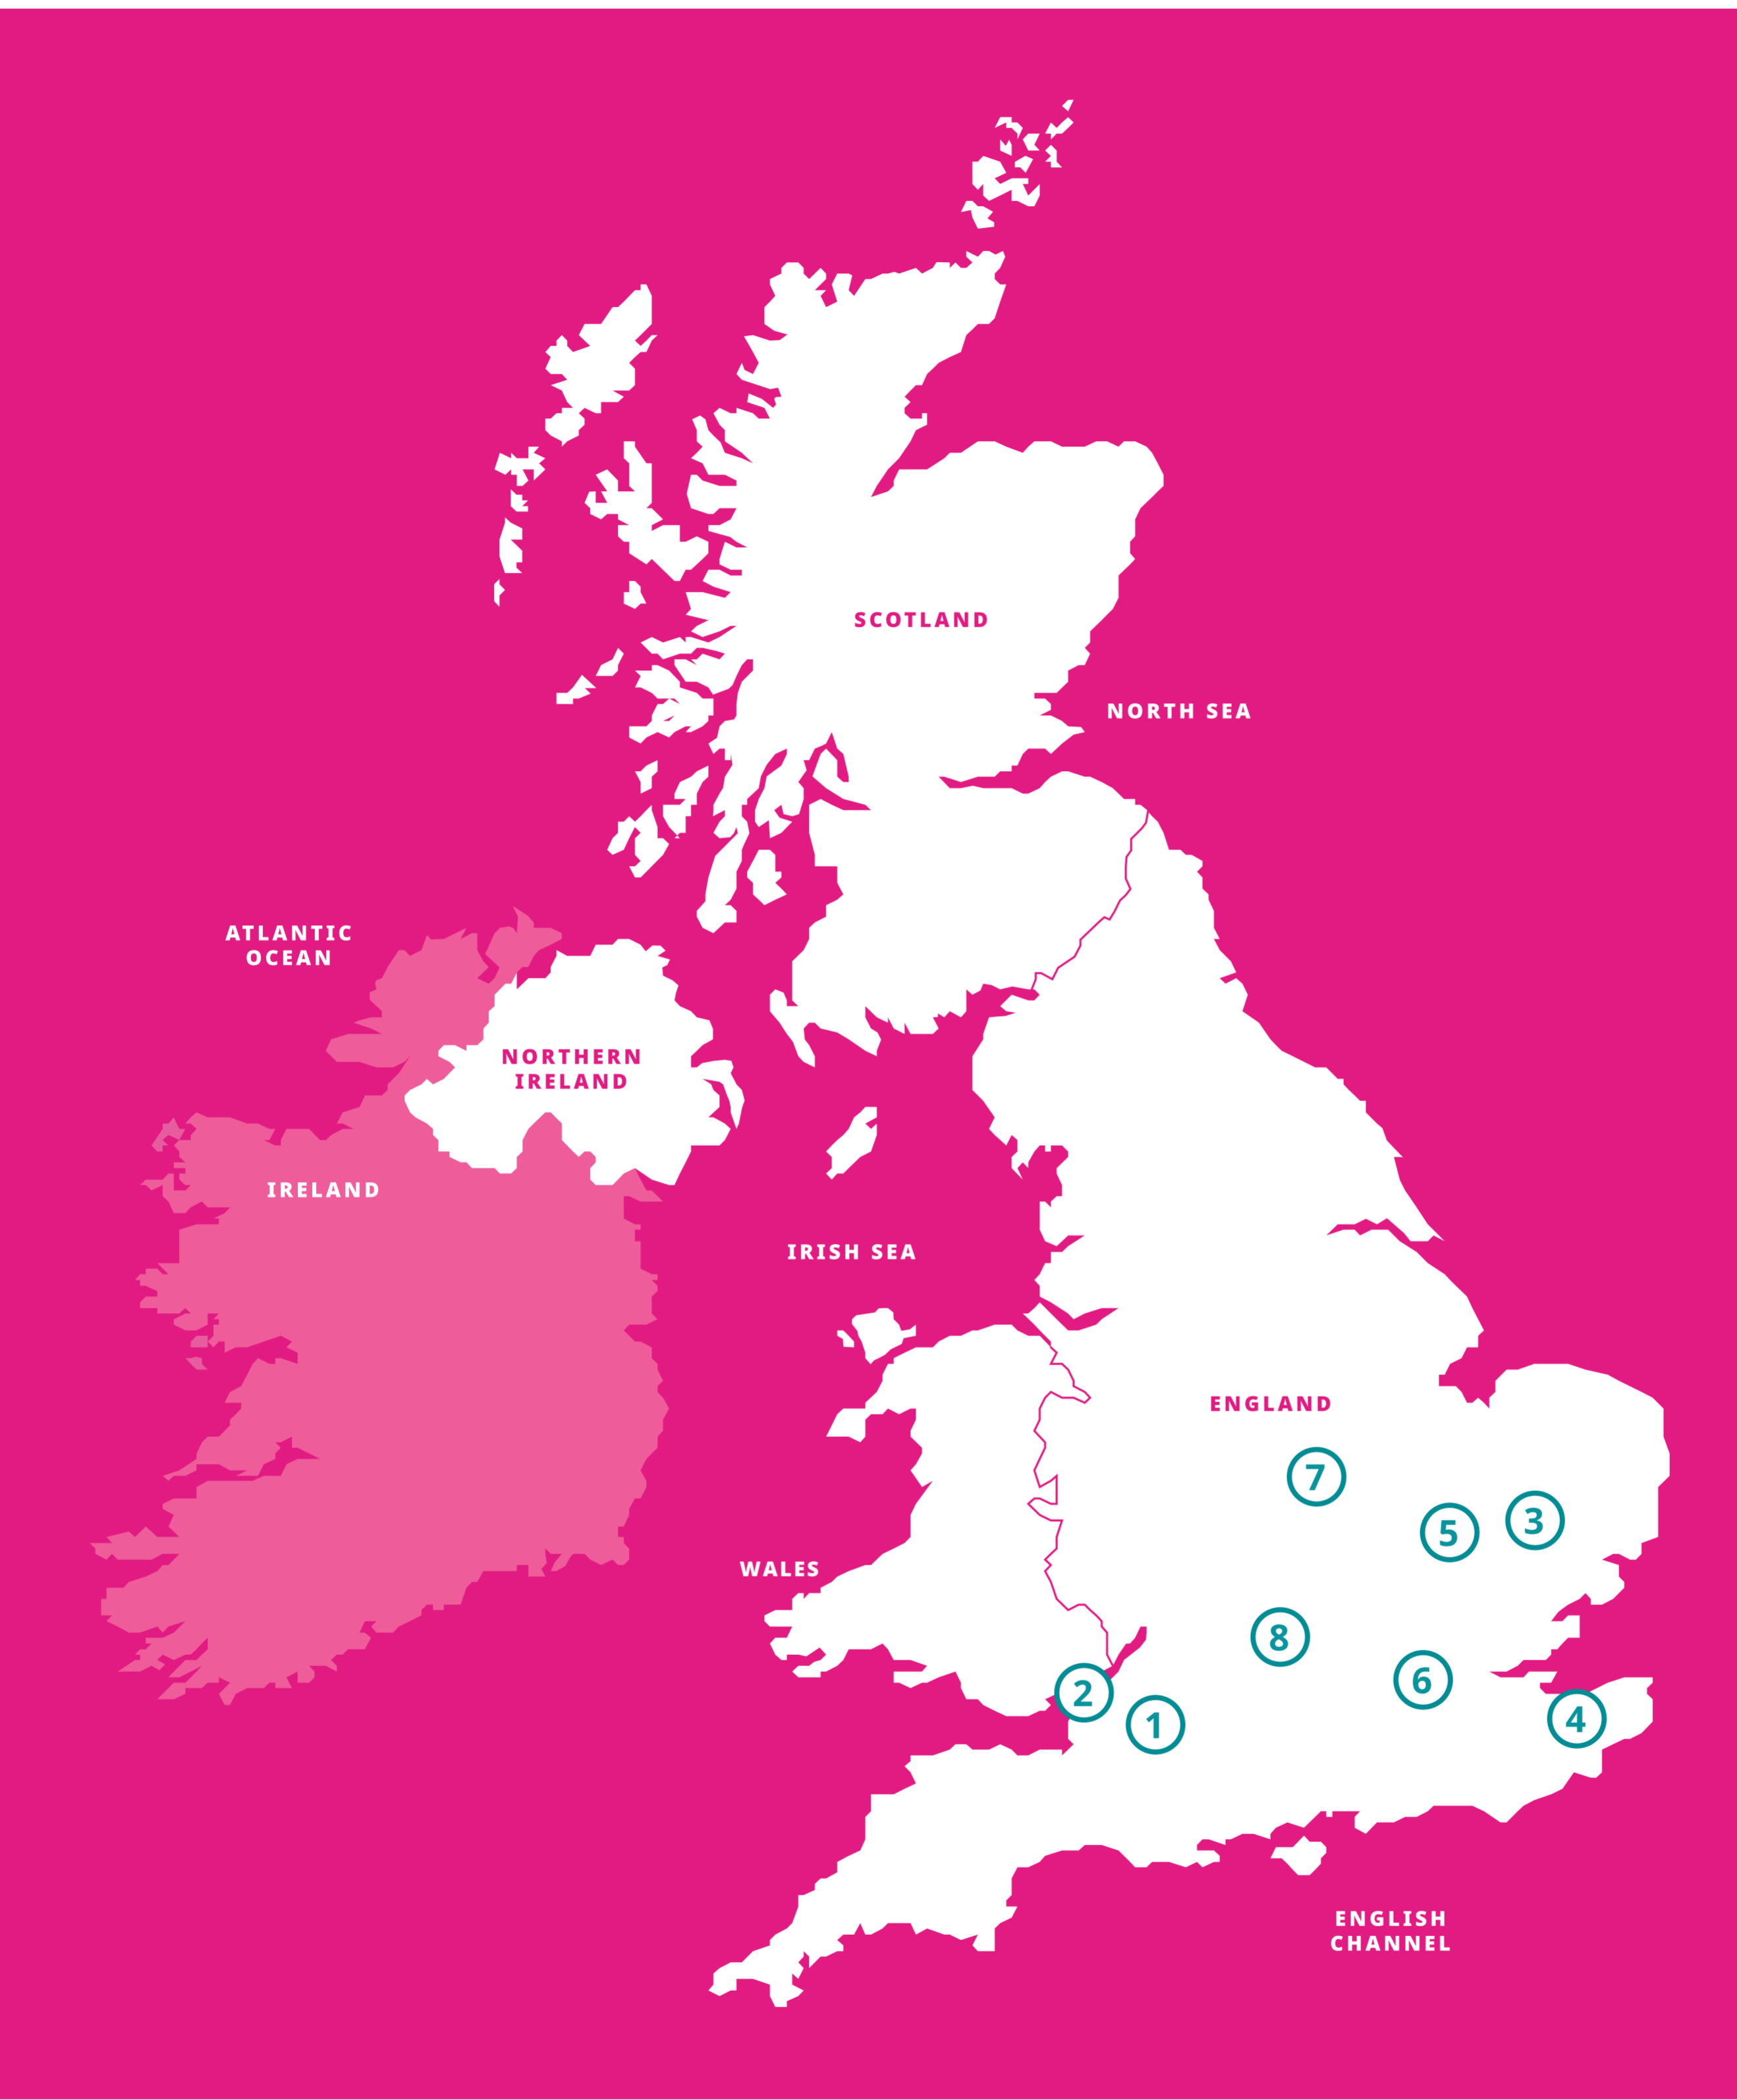 SCOTLAND
NORTH SEA
ATLANTIC
OCEAN
NORTHERN
IRELAND
IRELAND
IRISH SEA
ENGLAND
7
3
5
WALES
8
6
2
4
1
ENGLISH
CHANNEL